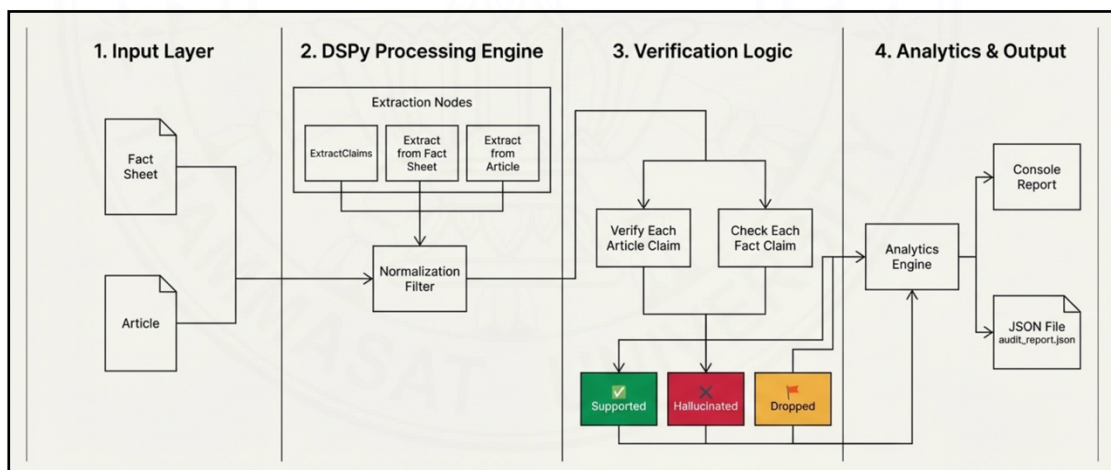 1. Input Layer
2. DSPy Processing Engine
3. Verification Logic
4. Analytics & Output
Fact
Sheet
Article
Extraction Nodes
ExtractClaims
Extract
from Fact
Sheet
Extract
from
Article
Normalization
Filter
Verify Each
Article Claim
Check Each
Fact Claim
Supported
Hallucinated
Dropped
Analytics
Engine
Console
Report
JSON File
audit_report.json
THAMMASAT UNIVERSITY